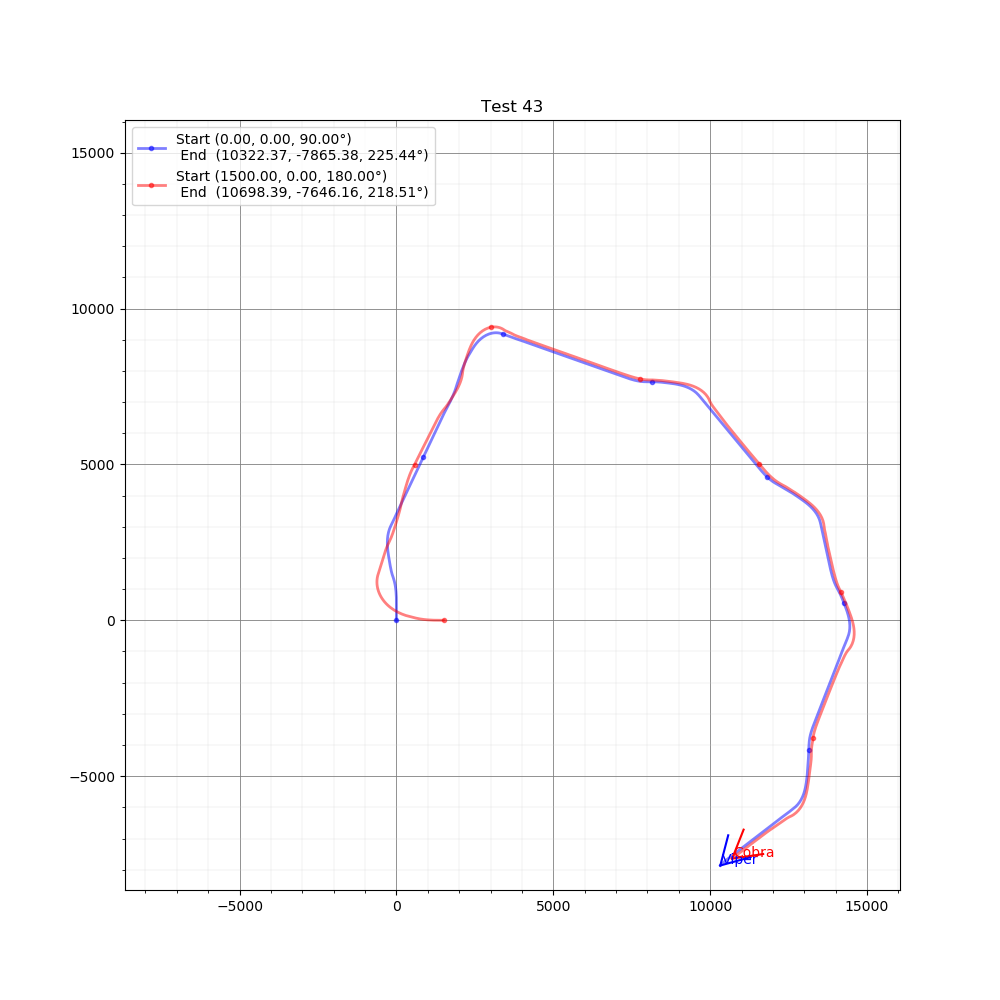 Test 43
Start (0.00, 0.00, 90.00°)
End (10322.37, -7865.38, 225.44°)
Start (1500.00, 0.00, 180.00°)
End (10698.39, -7646.16, 218.51°)
15000
10000
5000
0
−5000
Cobra
−5000 0 5000 10000 15000